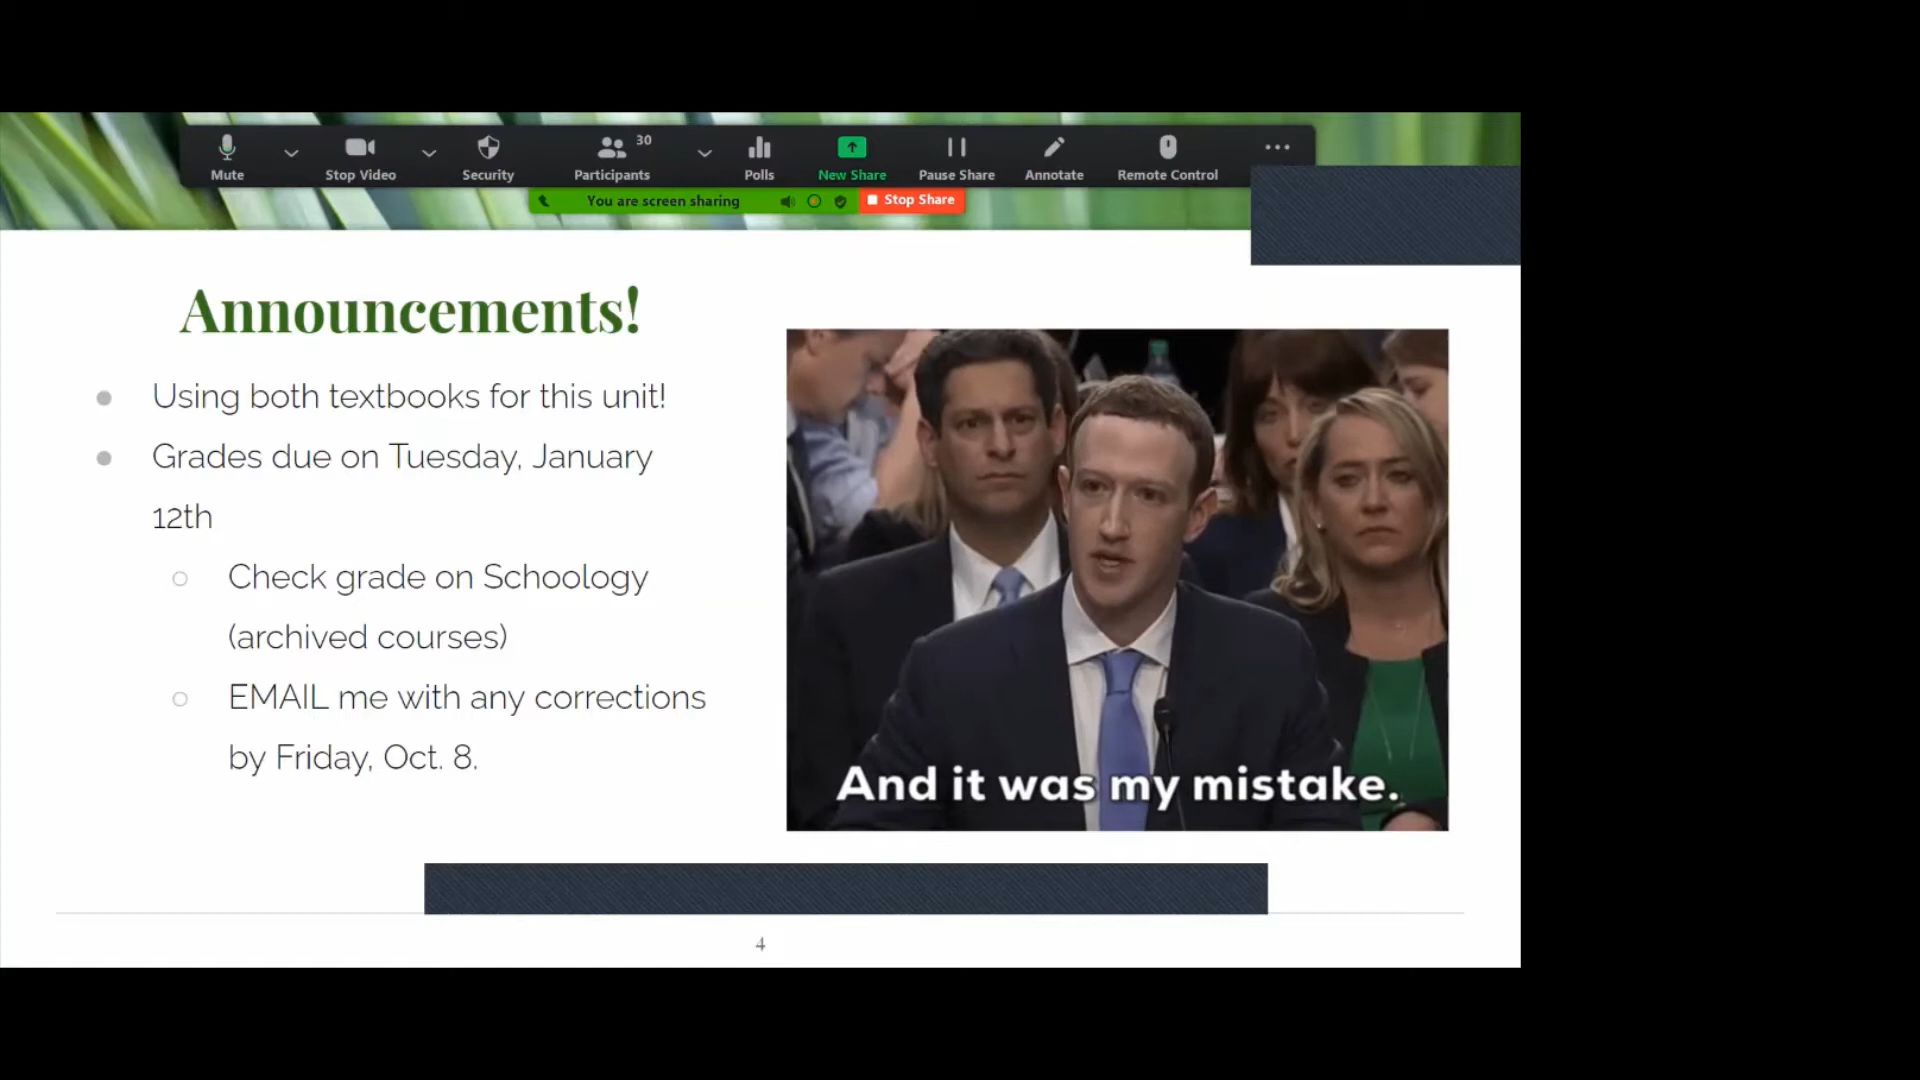 30
Mute
Stop Video
Security
Participants
Polls
New Share
Pause Share
Annotate
Remote Control
You are screen sharing
Stop Share
Announcements!
Using both textbooks for this unit!
Grades due on Tuesday, January
12th
Check grade on Schoology
(archived courses)
EMAIL me with any corrections
by Friday, Oct. 8.
And it was my mistake.
4